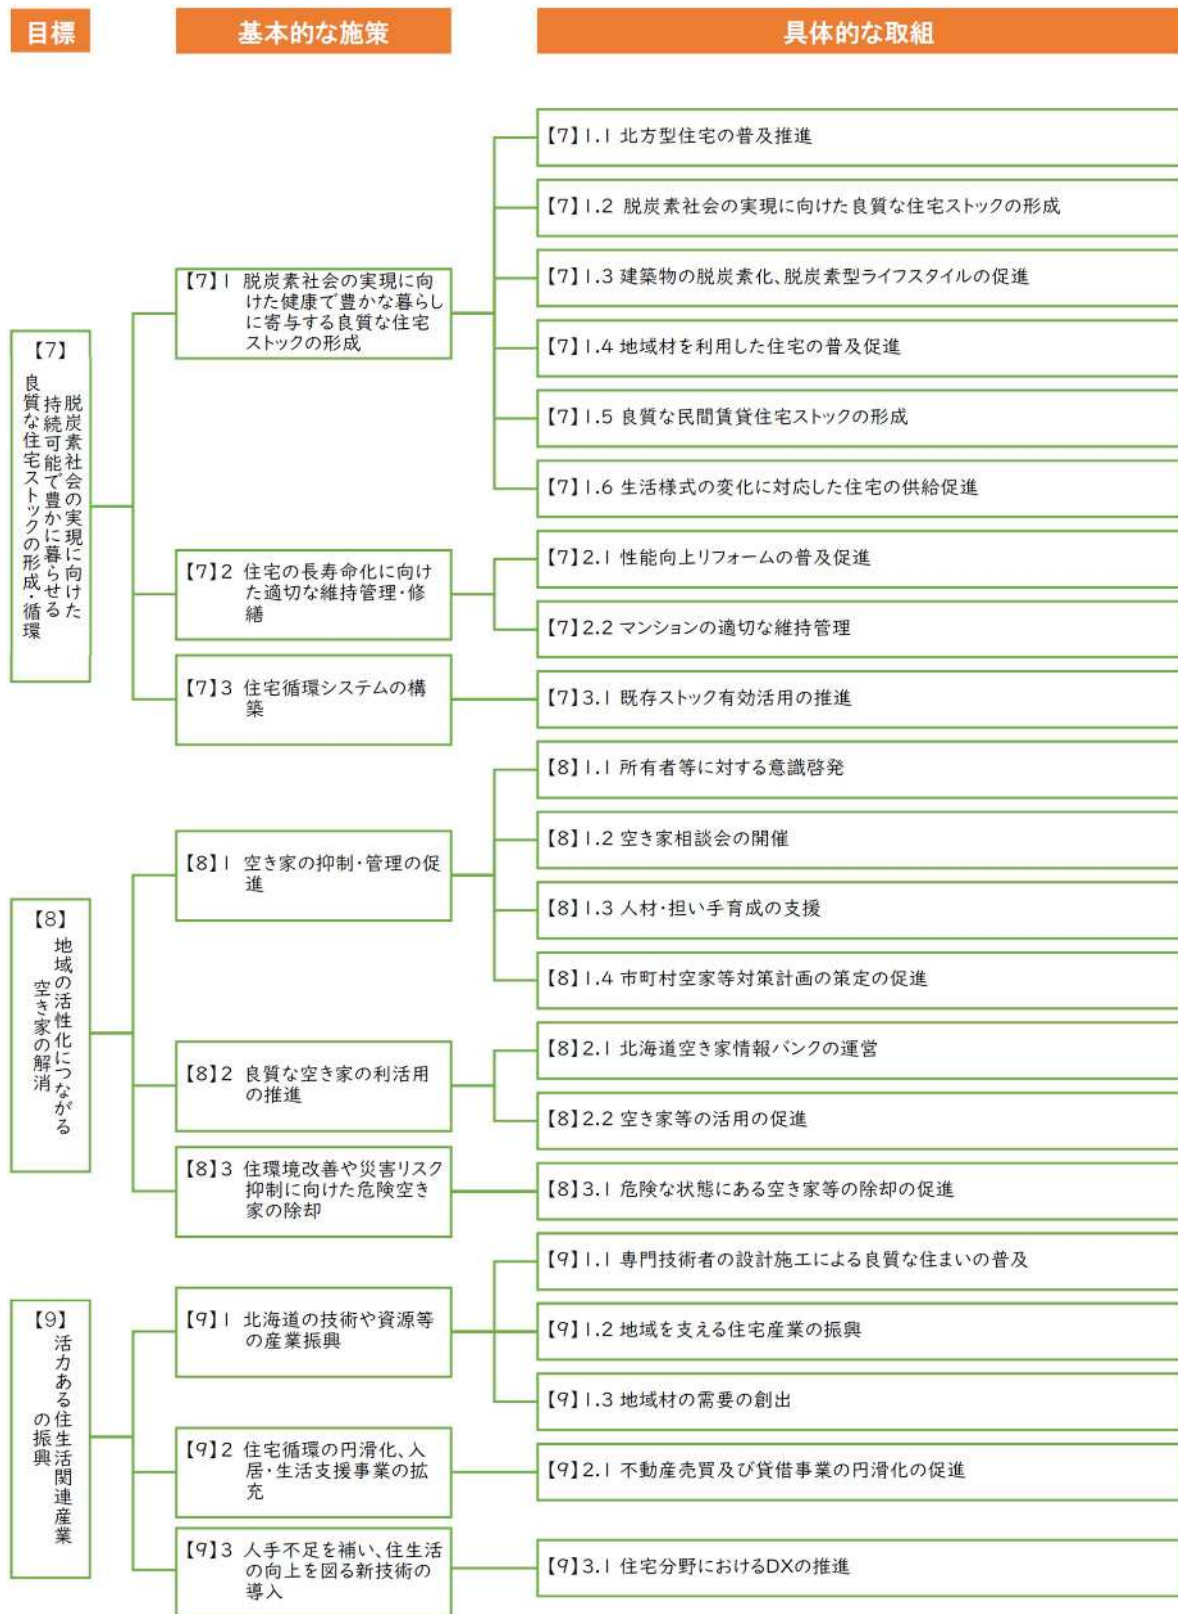 目標
基本的な施策
具体的な取組
【7】
脱炭素社会の実現に向けた
持続可能で豊かに暮らせる
良質な住宅ストックの形成・循環
【7】1 脱炭素社会の実現に向
けた健康で豊かな暮らし
に寄与する良質な住宅
ストックの形成
【7】1.1 北方型住宅の普及推進
【7】1.2 脱炭素社会の実現に向けた良質な住宅ストックの形成
【7】1.3 建築物の脱炭素化、脱炭素型ライフスタイルの促進
【7】1.4 地域材を利用した住宅の普及促進
【7】1.5 良質な民間賃貸住宅ストックの形成
【7】1.6 生活様式の変化に対応した住宅の供給促進
【7】2 住宅の長寿命化に向け
た適切な維持管理・修
繕
【7】2.1 性能向上リフォームの普及促進
【7】2.2 マンションの適切な維持管理
【7】3 住宅循環システムの構
築
【7】3.1 既存ストック有効活用の推進
【8】
地域の活性化につながる
空き家の解消
【8】1 空き家の抑制・管理の促
進
【8】1.1 所有者等に対する意識啓発
【8】1.2 空き家相談会の開催
【8】1.3 人材・担い手育成の支援
【8】1.4 市町村空家等対策計画の策定の促進
【8】2 良質な空き家の利活用
の推進
【8】2.1 北海道空き家情報バンクの運営
【8】2.2 空き家等の活用の促進
【8】3 住環境改善や災害リスク
抑制に向けた危険空き
家の除却
【8】3.1 危険な状態にある空き家等の除却の促進
【9】
活力ある住生活関連産業
の振興
【9】1 北海道の技術や資源等
の産業振興
【9】1.1 専門技術者の設計施工による良質な住まいの普及
【9】1.2 地域を支える住宅産業の振興
【9】1.3 地域材の需要の創出
【9】2 住宅循環の円滑化、入
居・生活支援事業の拡
充
【9】2.1 不動産売買及び貸借事業の円滑化の促進
【9】3 人手不足を補い、住生活
の向上を図る新技術の
導入
【9】3.1 住宅分野におけるDXの推進